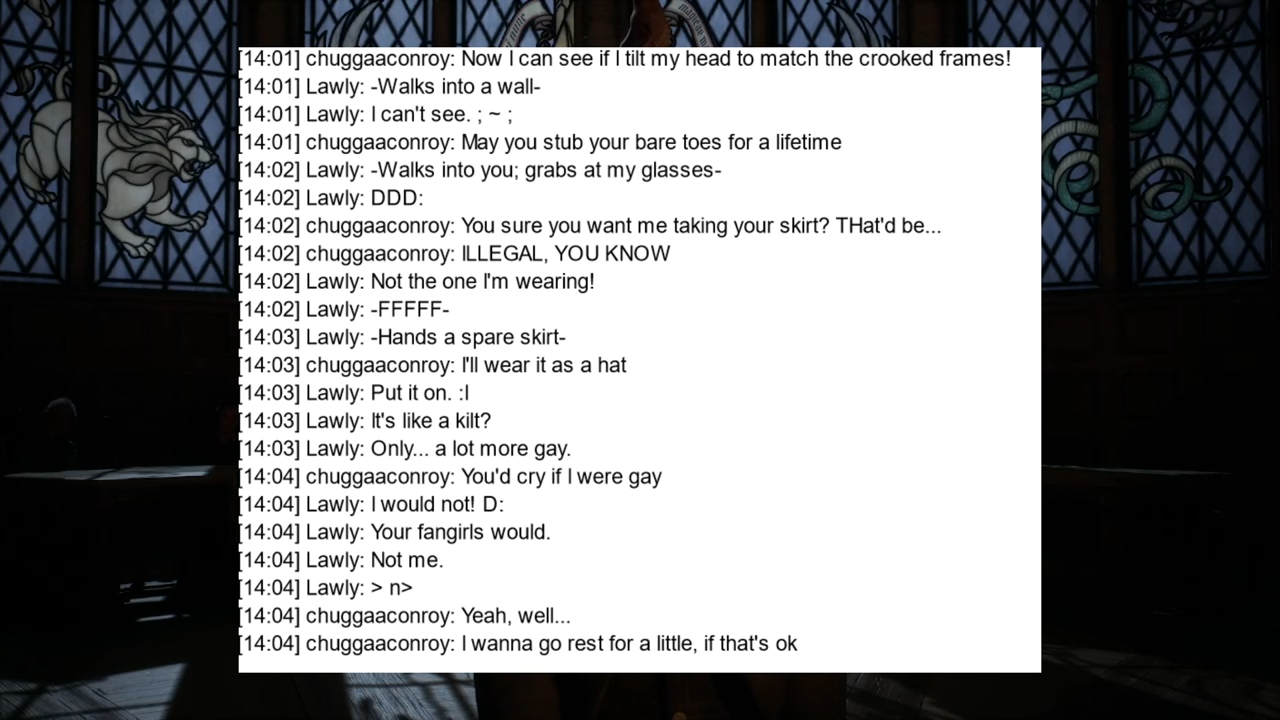 [14:01] chuggaaconroy: Now I can see if I tilt my head to match the crooked frames!
[14:01] Lawly: -Walks into a wall-
[14:01] Lawly: I can't see. ; ~ ;
[14:01] chuggaaconroy: May you stub your bare toes for a lifetime
[14:02] Lawly: -Walks into you; grabs at my glasses-
[14:02] Lawly: DDD:
[14:02] chuggaaconroy: You sure you want me taking your skirt? THat'd be...
[14:02] chuggaaconroy: ILLEGAL, YOU KNOW
[14:02] Lawly: Not the one I'm wearing!
[14:02] Lawly: -FFFFF-
[14:03] Lawly: -Hands a spare skirt-
[14:03] chuggaaconroy: I'll wear it as a hat
[14:03] Lawly: Put it on. :I
[14:03] Lawly: It's like a kilt?
[14:03] Lawly: Only... a lot more gay.
[14:04] chuggaaconroy: You'd cry if I were gay
[14:04] Lawly: I would not! D:
[14:04] Lawly: Your fangirls would.
[14:04] Lawly: Not me.
[14:04] Lawly: > n>
[14:04] chuggaaconroy: Yeah, well...
[14:04] chuggaaconroy: I wanna go rest for a little, if that's ok